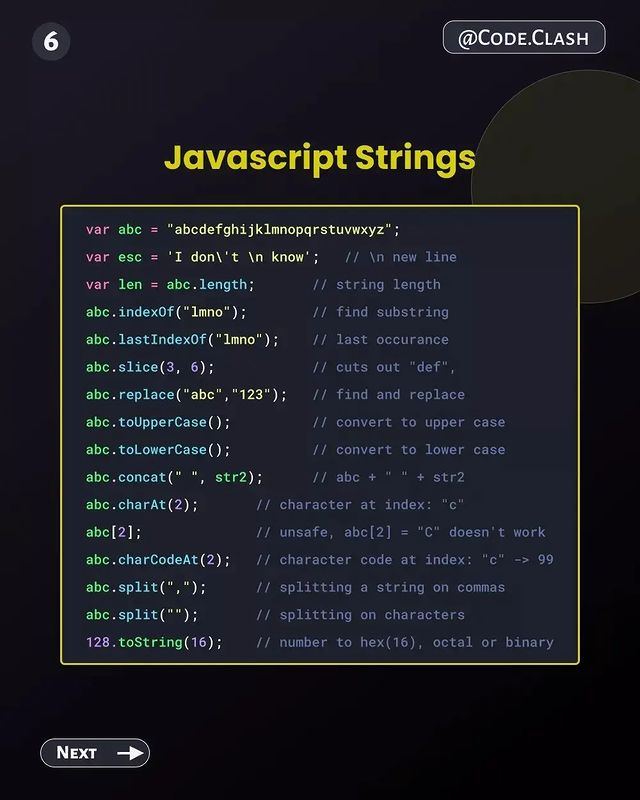 6
@Code.Clash
Javascript Strings
var abc = "abcdefghijklmnopqrstuvwxyz";
var esc = 'I don\'t \n know';   // \n new line
var len = abc.length;       // string length
abc.indexOf("lmno");        // find substring
abc.lastIndexOf("lmno");    // last occurance
abc.slice(3, 6);            // cuts out "def",
abc.replace("abc","123");   // find and replace
abc.toUpperCase();          // convert to upper case
abc.toLowerCase();          // convert to lower case
abc.concat(" ", str2);      // abc + " " + str2
abc.charAt(2);       // character at index: "c"
abc[2];              // unsafe, abc[2] = "C" doesn't work
abc.charCodeAt(2);   // character code at index: "c" -> 99
abc.split(",");      // splitting a string on commas
abc.split("");       // splitting on characters
128.toString(16);    // number to hex(16), octal or binary
Next